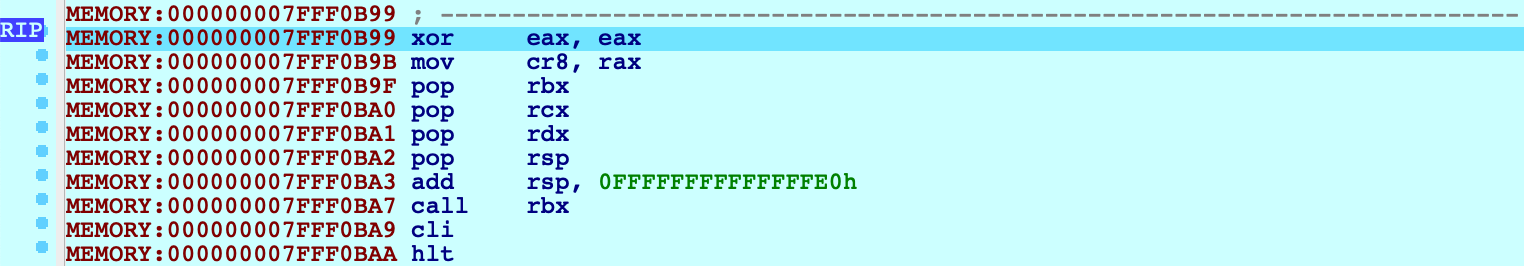 MEMORY:000000007FFF0B99 ; ---------------------------------------------------------------------------
RIP MEMORY:000000007FFF0B99 xor eax, eax
MEMORY:000000007FFF0B9B mov cr8, rax
MEMORY:000000007FFF0B9F pop rbx
MEMORY:000000007FFF0BA0 pop rcx
MEMORY:000000007FFF0BA1 pop rdx
MEMORY:000000007FFF0BA2 pop rsp
MEMORY:000000007FFF0BA3 add rsp, 0FFFFFFFFFFFFFFE0h
MEMORY:000000007FFF0BA7 call rbx
MEMORY:000000007FFF0BA9 cli
MEMORY:000000007FFF0BAA hlt